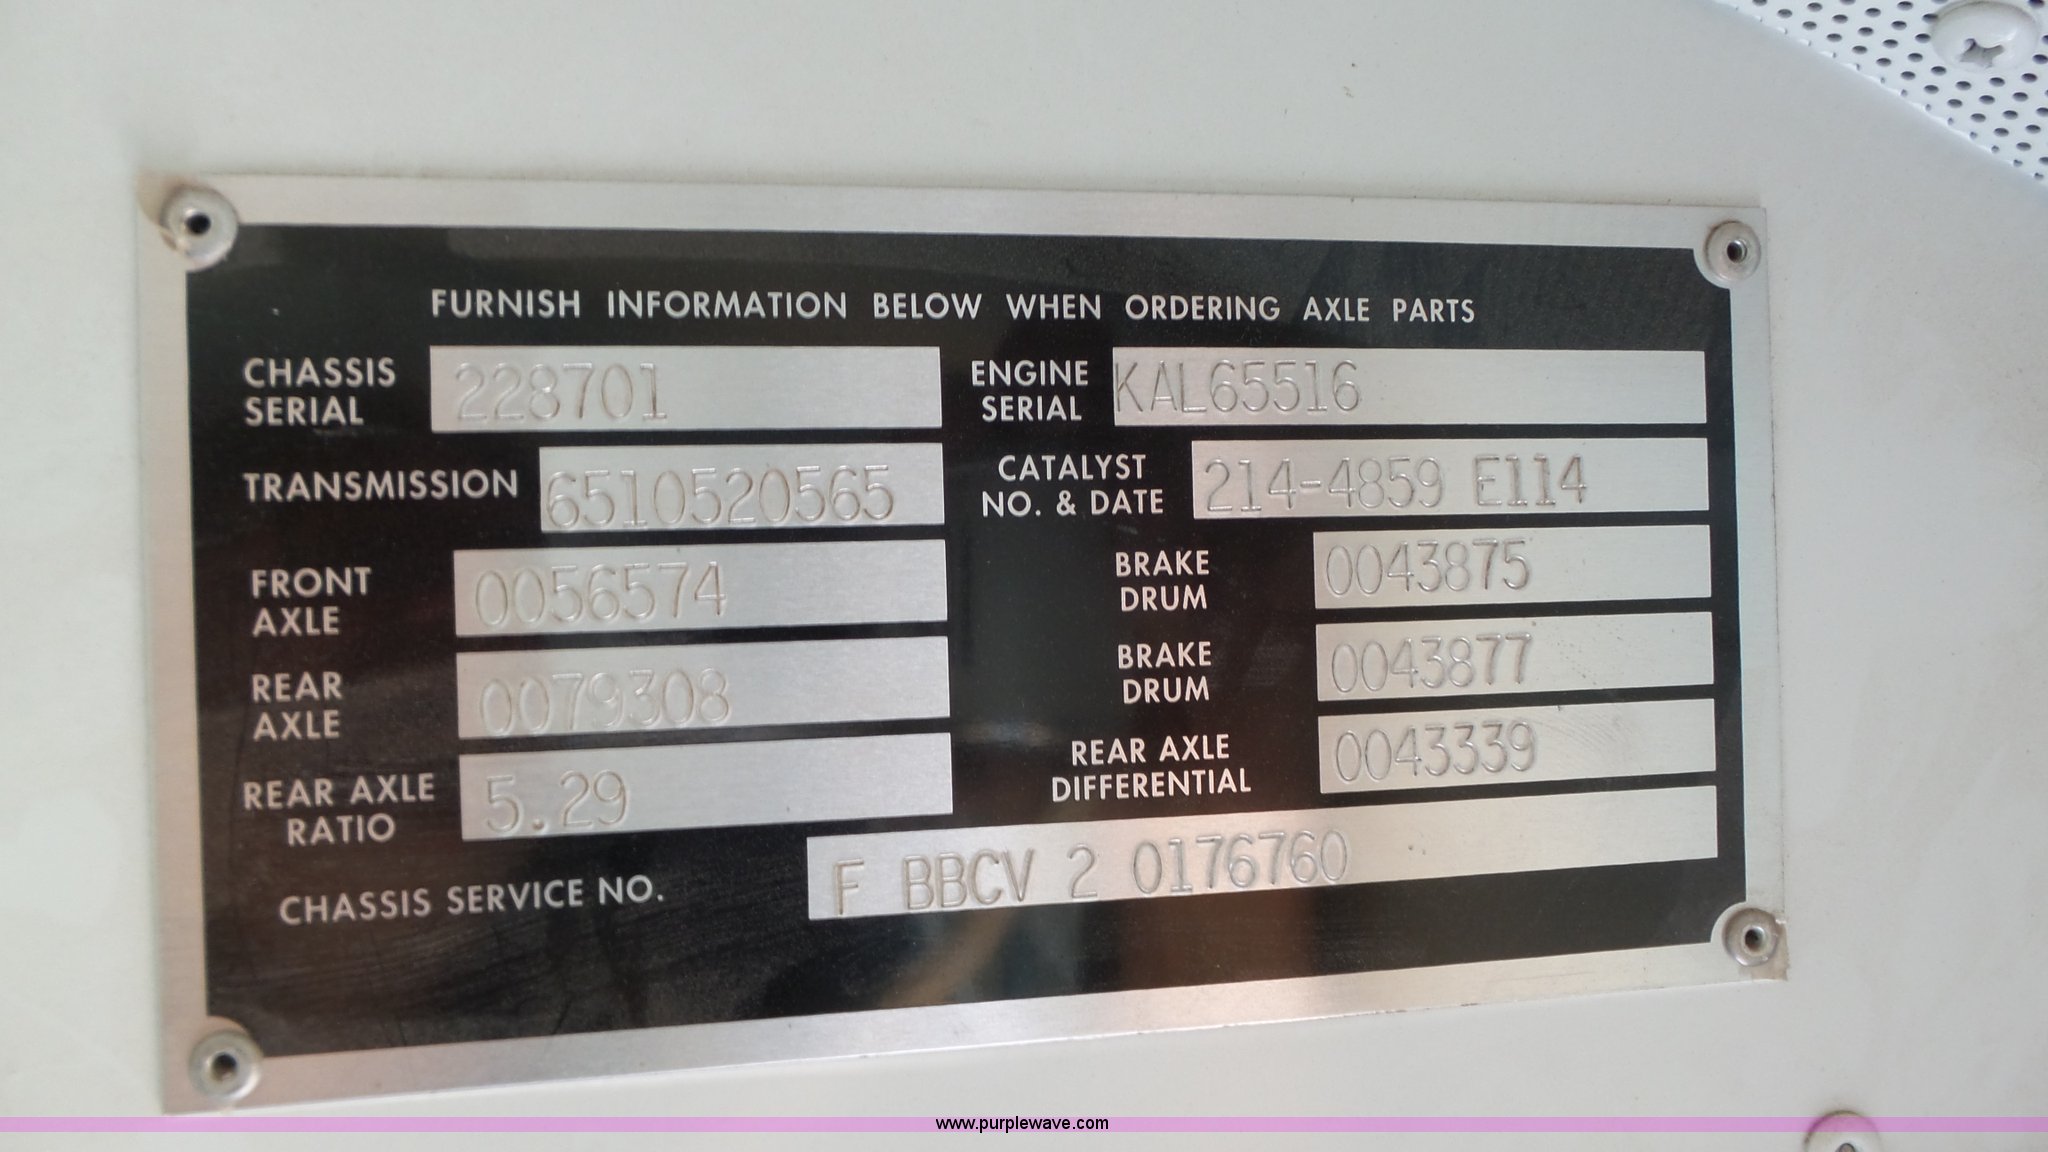 FURNISH INFORMATION BELOW WHEN ORDERING AXLE PARTS
CHASSIS SERIAL 228701
ENGINE SERIAL KAL65516
TRANSMISSION 6510520565
CATALYST NO. & DATE 214-4859 E114
FRONT AXLE 0056574
BRAKE DRUM 0043875
REAR AXLE 0079308
BRAKE DRUM 0043877
REAR AXLE RATIO 5.29
REAR AXLE DIFFERENTIAL 0043339
CHASSIS SERVICE NO. F BBCV 2 0176760
www.purplewave.com